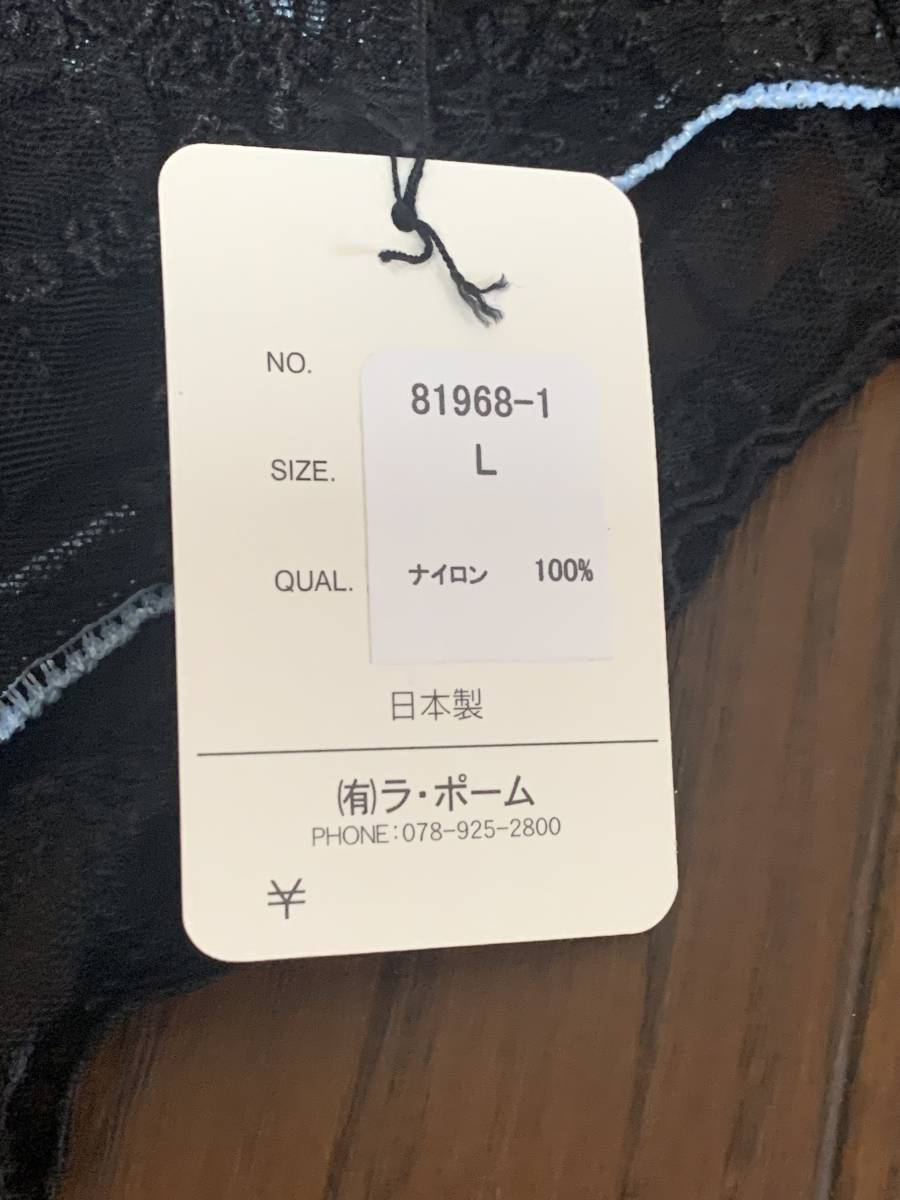 NO. 81968-1
SIZE. L
QUAL. ナイロン 100%
日本製
㈲ラ・ポーム
PHONE:078-925-2800
¥